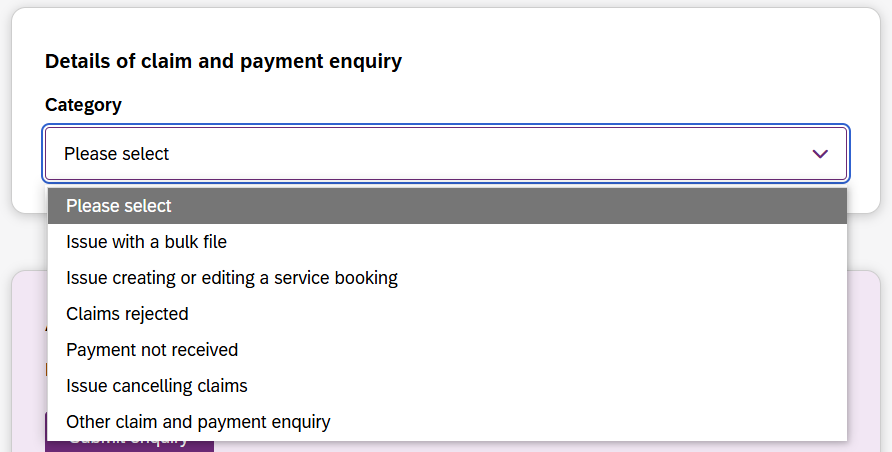 Details of claim and payment enquiry
Category
Please select
Please select
Issue with a bulk file
Issue creating or editing a service booking
Claims rejected
Payment not received
Issue cancelling claims
Other claim and payment enquiry
Submit enquiry